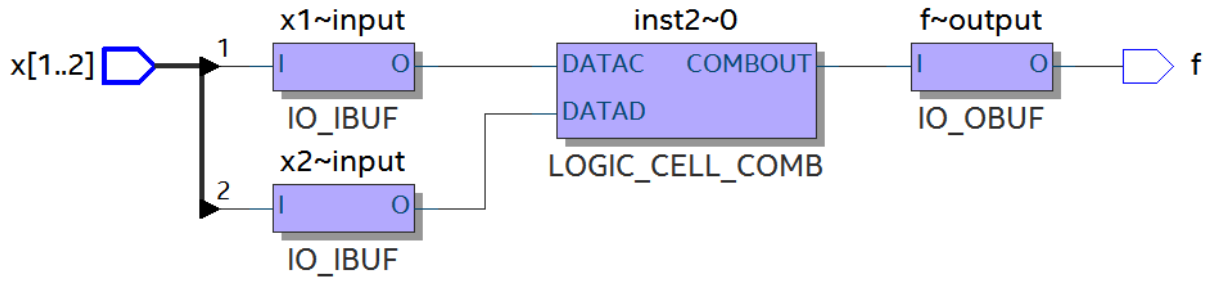 x1~input
inst2~0
f~output
x[1..2]
1
I
O
DATAC
COMBOUT
I
O
f
DATAD
IO_IBUF
IO_OBUF
x2~input
LOGIC_CELL_COMB
2
I
O
IO_IBUF